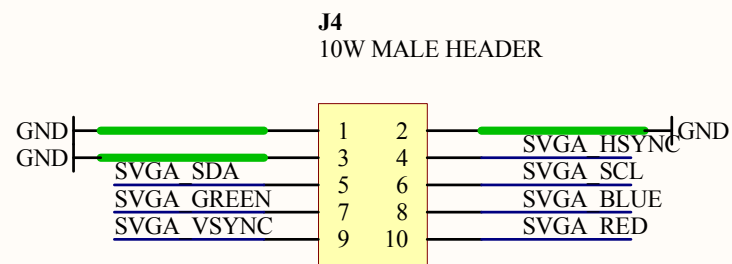 J4
10W MALE HEADER
GND 1 2 GND
GND 3 4 SVGA_HSYNC
SVGA_SDA 5 6 SVGA_SCL
SVGA_GREEN 7 8 SVGA_BLUE
SVGA_VSYNC 9 10 SVGA_RED